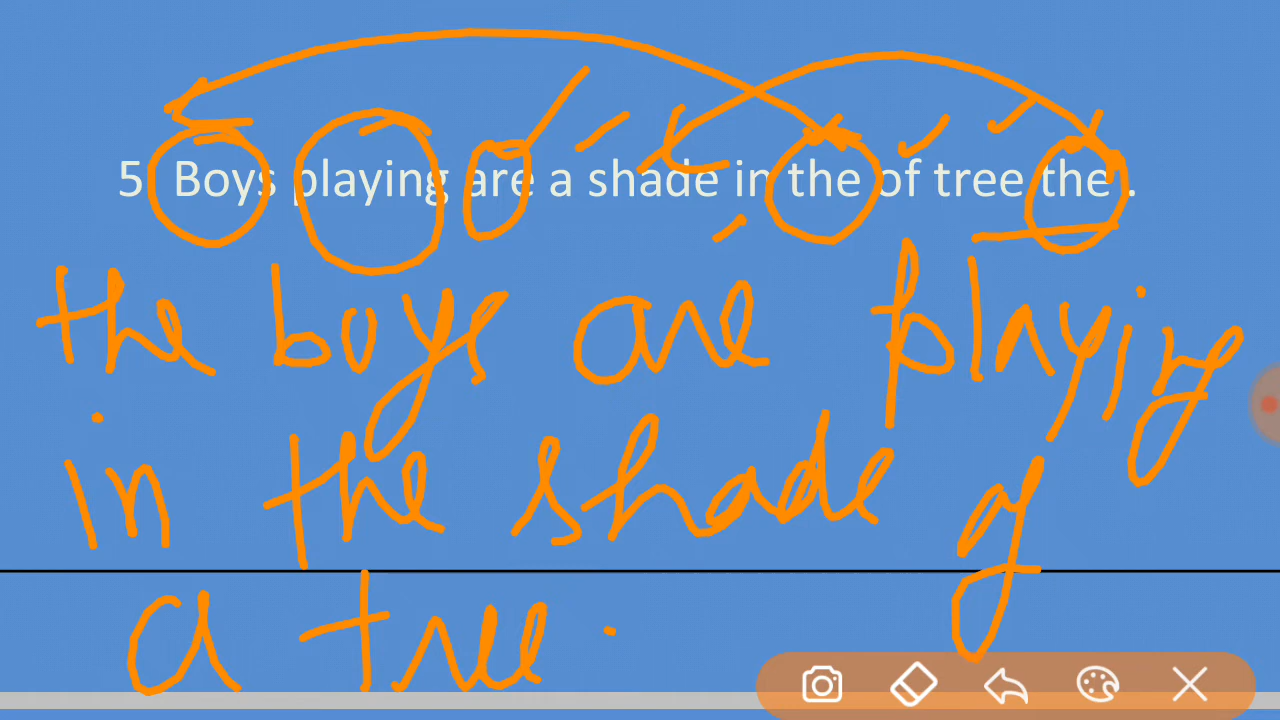 5 Boys playing are a shade in the of tree the .
the boys are playing
in the shade of
a tree .